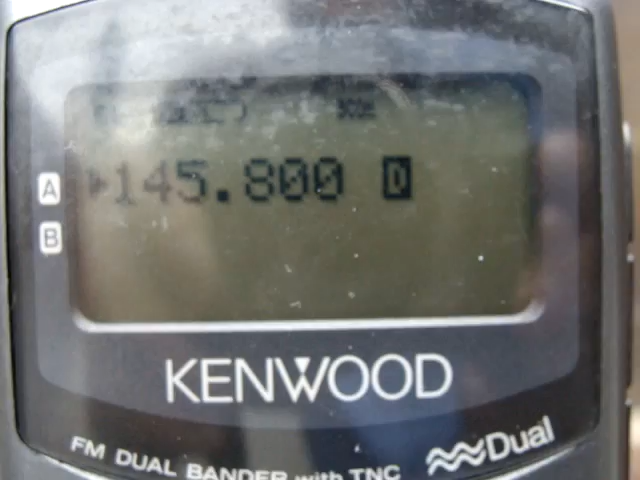 A ▸145.800 D
B
KENWOOD
FM DUAL BANDER with TNC
Dual